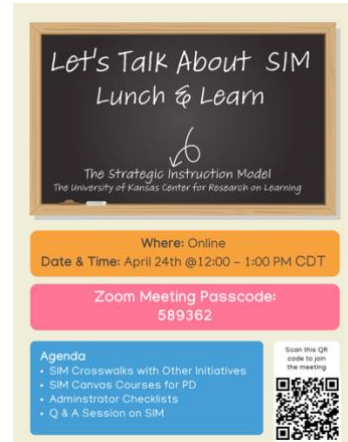 Let's Talk About SIM
Lunch & Learn
The Strategic Instruction Model
The University of Kansas Center for Research on Learning
Where: Online
Date & Time: April 24th @12:00 – 1:00 PM CDT
Zoom Meeting Passcode:
589362
Agenda
• SIM Crosswalks with Other Initiatives
• SIM Canvas Courses for PD
• Adminstrator Checklists
• Q & A Session on SIM
Scan this QR
code to join
the meeting